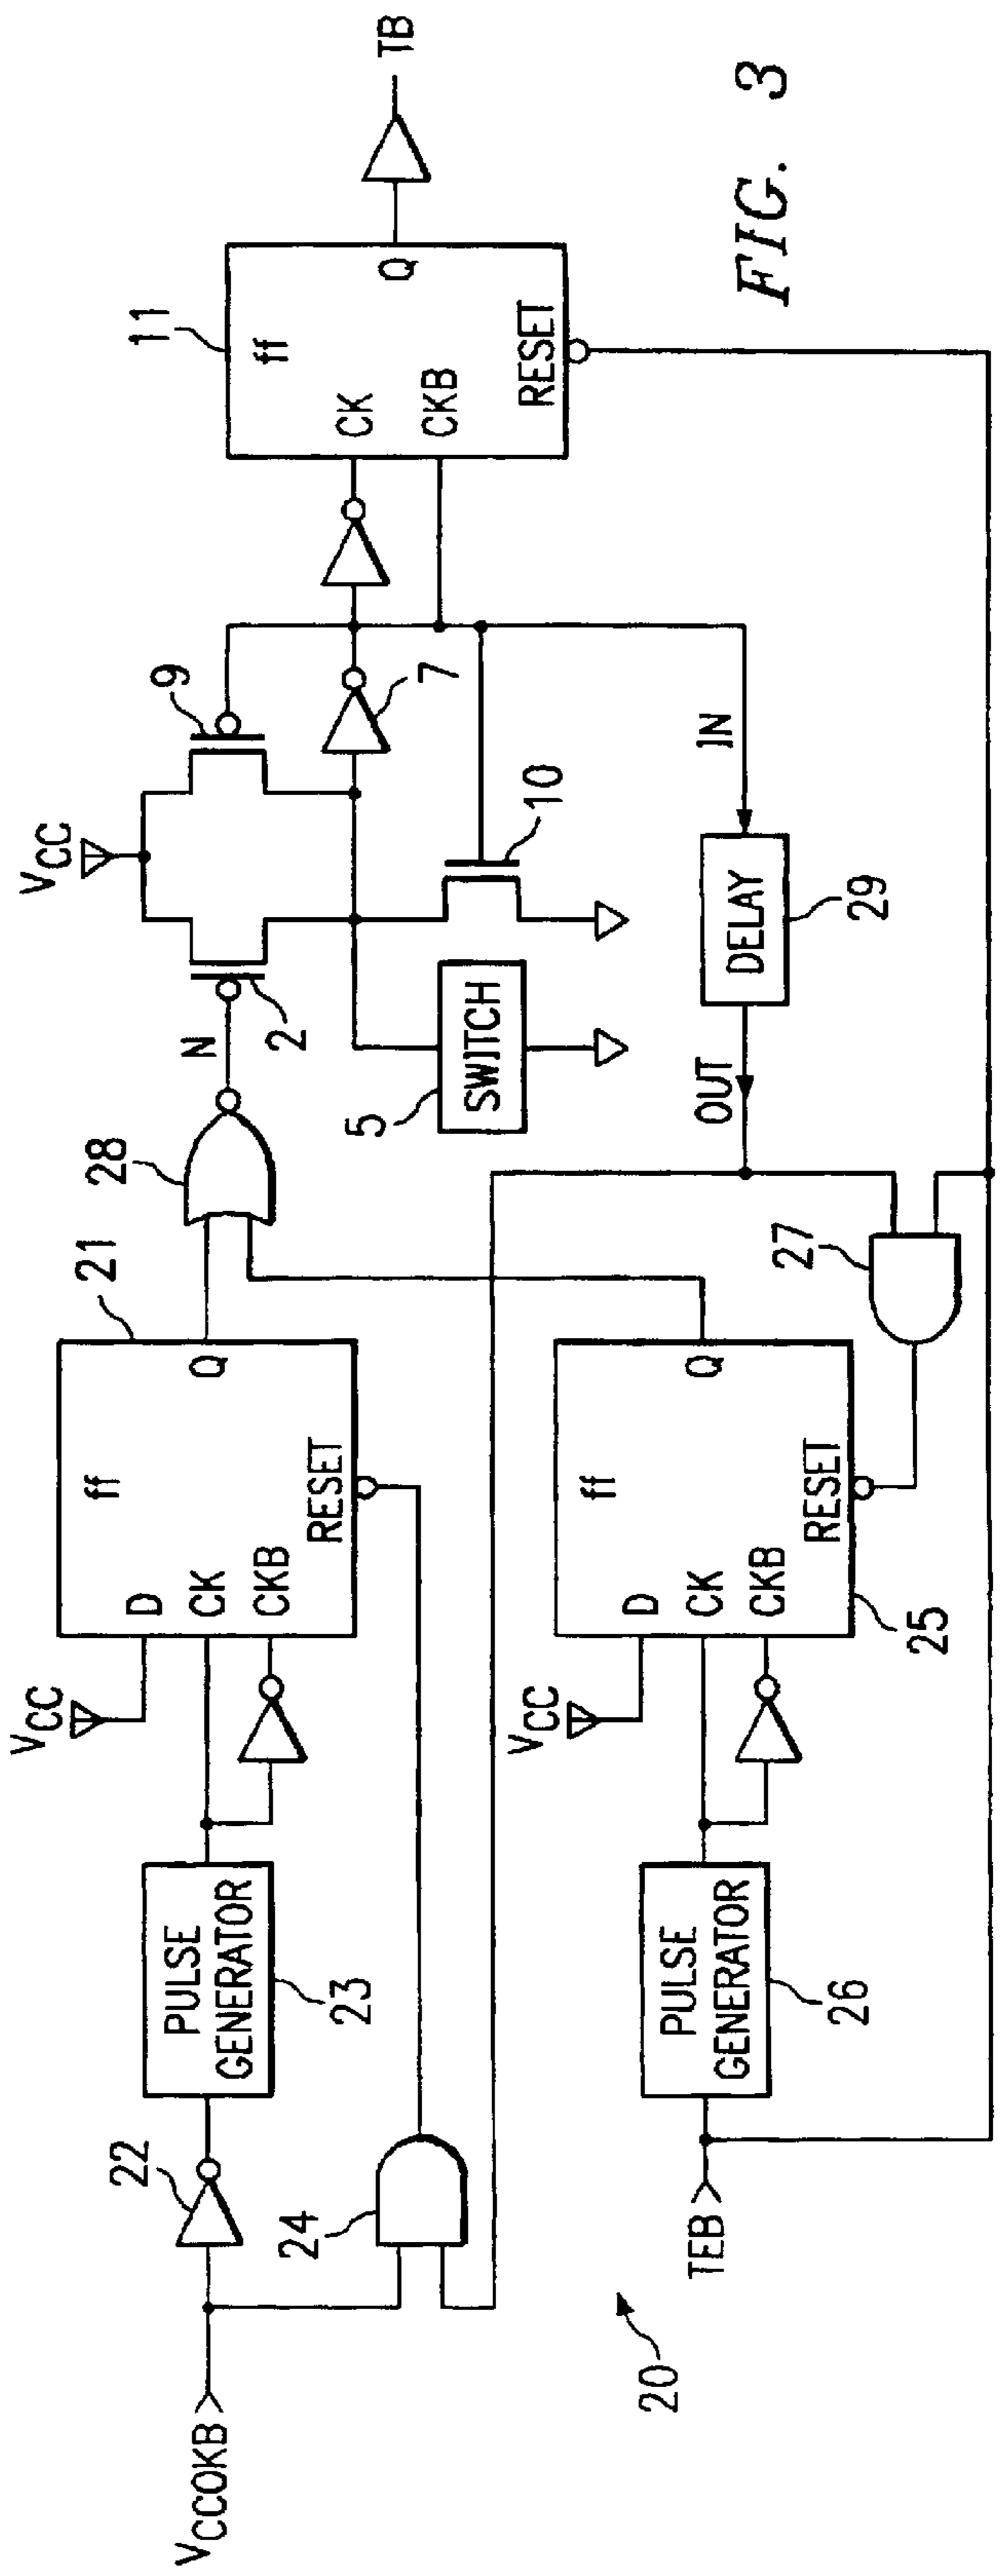 FIG. 3
20
VCCOKB
22
PULSE
GENERATOR
23
24
VCC
D
CK
CKB
ff
Q
RESET
21
28
N
2
VCC
9
5
SWITCH
10
7
CK
CKB
ff
Q
RESET
11
TB
TEB
PULSE
GENERATOR
26
VCC
D
CK
CKB
ff
Q
RESET
25
27
OUT
DELAY
29
IN